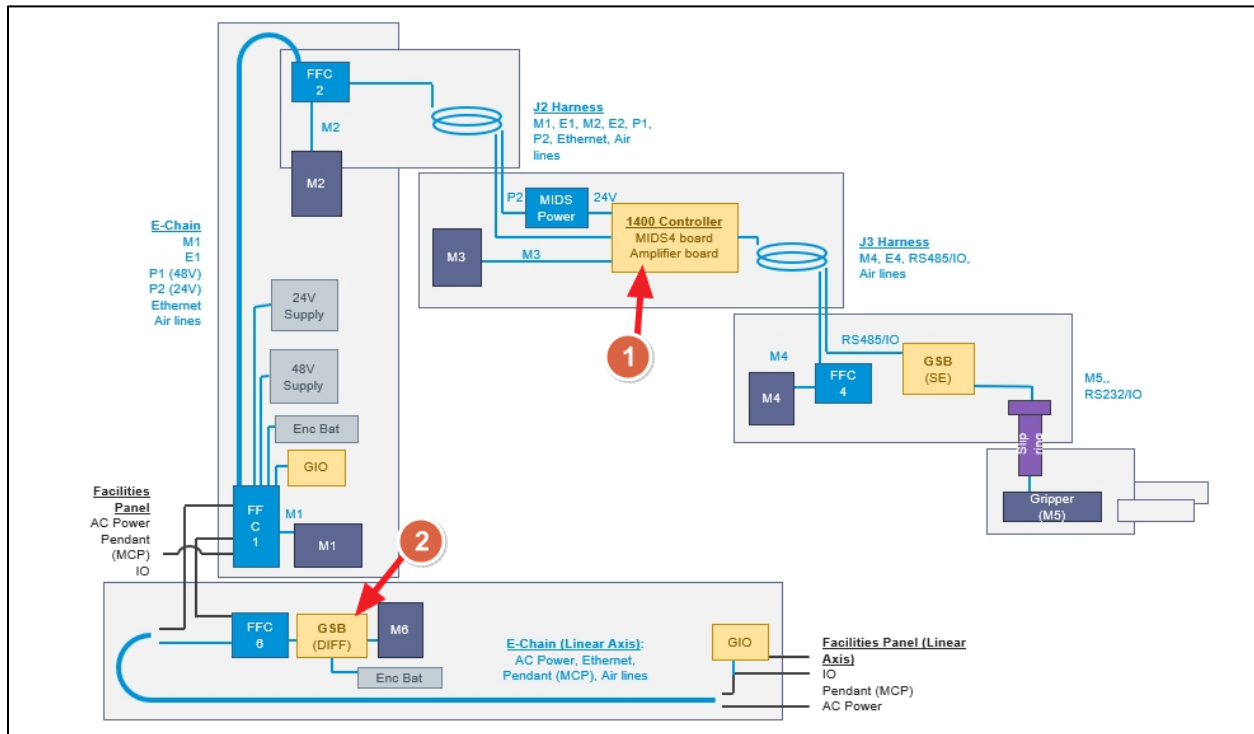 FFC
2
M2
M2
J2 Harness
M1, E1, M2, E2, P1,
P2, Ethernet, Air
lines
P2
MIDS
Power
24V
1400 Controller
MIDS4 board
Amplifier board
M3
M3
J3 Harness
M4, E4, RS485/IO,
Air lines
1
E-Chain
M1
E1
P1 (48V)
P2 (24V)
Ethernet
Air lines
24V
Supply
48V
Supply
Enc Bat
GIO
RS485/IO
M4
M4
FFC
4
GSB
(SE)
M5,,
RS232/IO
Slip
ring
Gripper
(M5)
Facilities
Panel
AC Power
Pendant
(MCP)
IO
FF
C
1
M1
M1
2
FFC
6
GSB
(DIFF)
M6
Enc Bat
E-Chain (Linear Axis):
AC Power, Ethernet,
Pendant (MCP), Air lines
GIO
Facilities Panel (Linear
Axis)
IO
Pendant (MCP)
AC Power